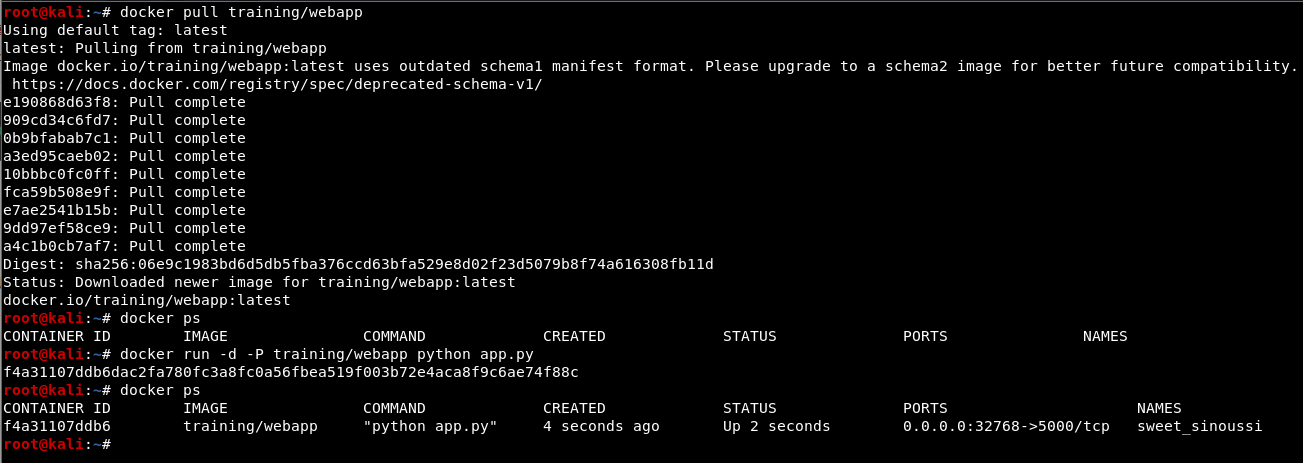 root@kali:~# docker pull training/webapp
Using default tag: latest
latest: Pulling from training/webapp
Image docker.io/training/webapp:latest uses outdated schema1 manifest format. Please upgrade to a schema2 image for better future compatibility.
https://docs.docker.com/registry/spec/deprecated-schema-v1/
e190868d63f8: Pull complete
909cd34c6fd7: Pull complete
0b9bfabab7c1: Pull complete
a3ed95caeb02: Pull complete
10bbbc0fc0ff: Pull complete
fca59b508e9f: Pull complete
e7ae2541b15b: Pull complete
9dd97ef58ce9: Pull complete
a4c1b0cb7af7: Pull complete
Digest: sha256:06e9c1983bd6d5db5fba376ccd63bfa529e8d02f23d5079b8f74a616308fb11d
Status: Downloaded newer image for training/webapp:latest
docker.io/training/webapp:latest
root@kali:~# docker ps
CONTAINER ID IMAGE COMMAND CREATED STATUS PORTS NAMES
root@kali:~# docker run -d -P training/webapp python app.py
f4a31107ddb6dac2fa780fc3a8fc0a56fbea519f003b72e4aca8f9c6ae74f88c
root@kali:~# docker ps
CONTAINER ID IMAGE COMMAND CREATED STATUS PORTS NAMES
f4a31107ddb6 training/webapp "python app.py" 4 seconds ago Up 2 seconds 0.0.0.0:32768->5000/tcp sweet_sinoussi
root@kali:~#